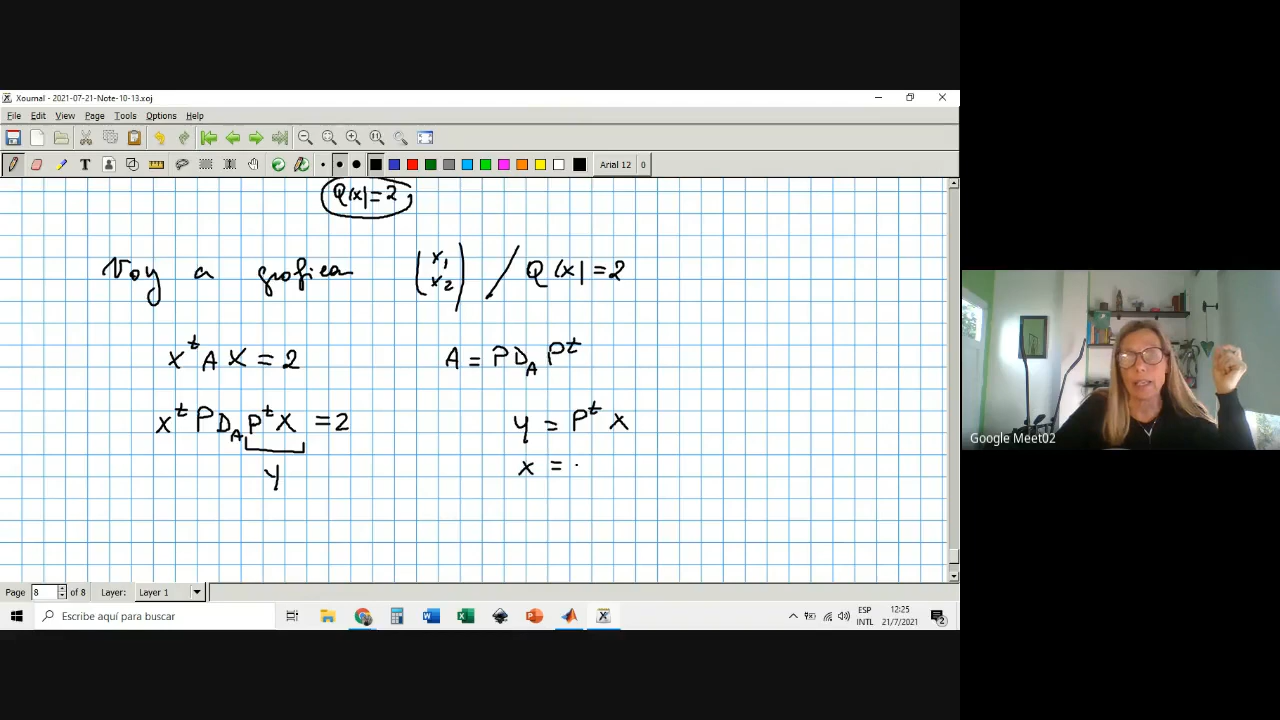 Xournal - 2021-07-21-Note-10-13.xoj
File Edit View Page Tools Options Help
Arial 12 0
Q(x)=2
Voy a grafica (x1 x2) / Q(x)=2
x^t A X = 2 A = P D_A P^t
x^t P D_A P^t X = 2 y = P^t X
y x = .
Google Meet02
Page 8 of 8 Layer: Layer 1
Escribe aquí para buscar
ESP 12:25
INTL 21/7/2021
2